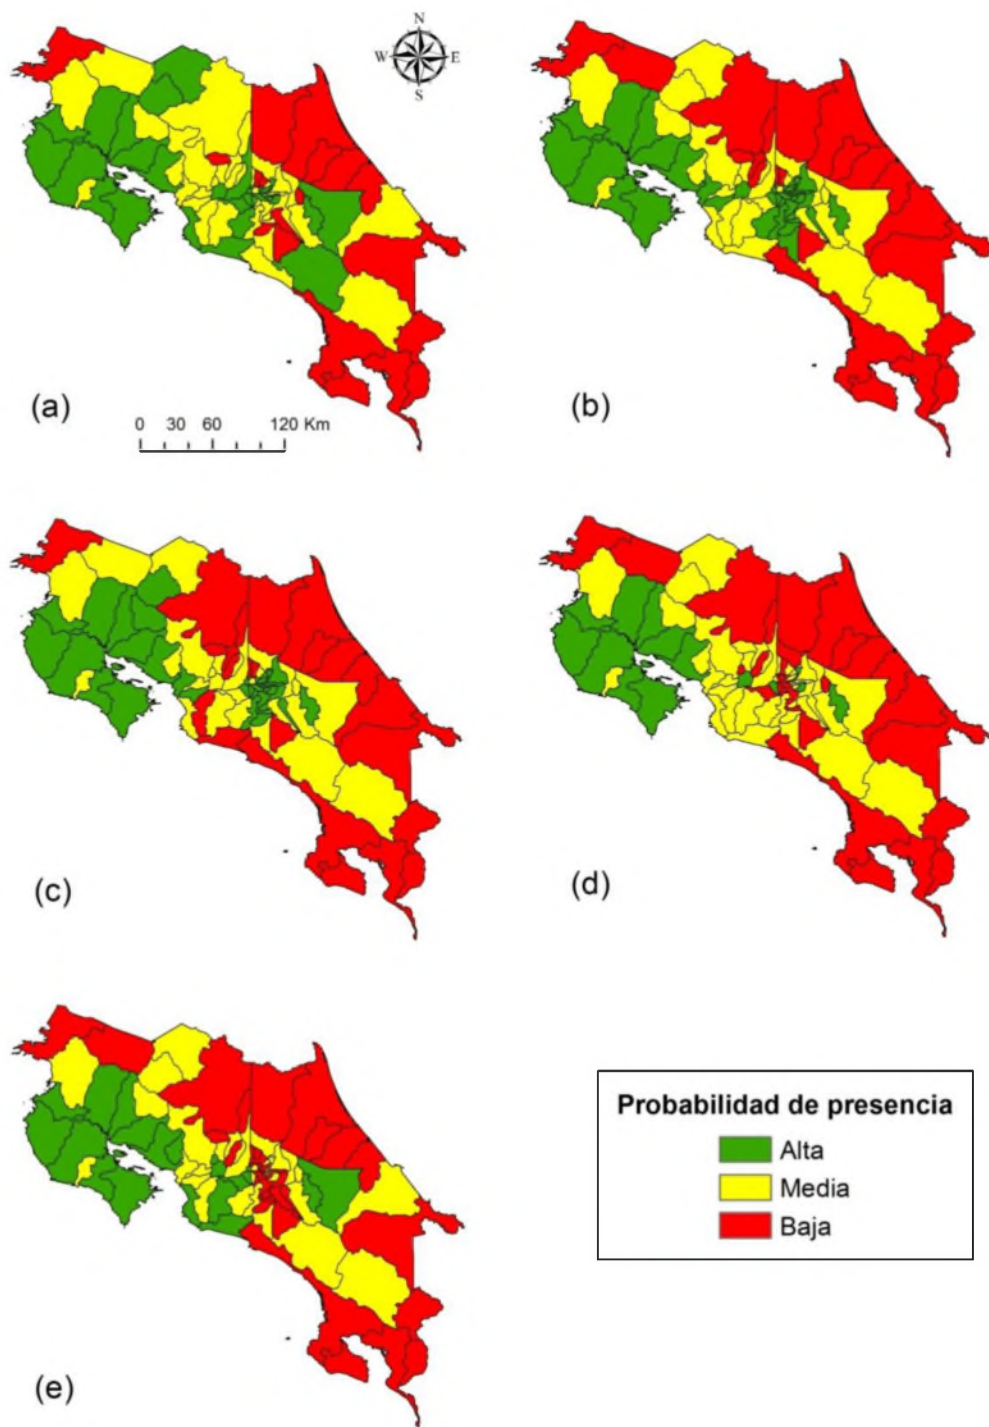 N
W E
S
(a)
0 30 60 120 Km
(b)
(c)
(d)
(e)
Probabilidad de presencia
Alta
Media
Baja